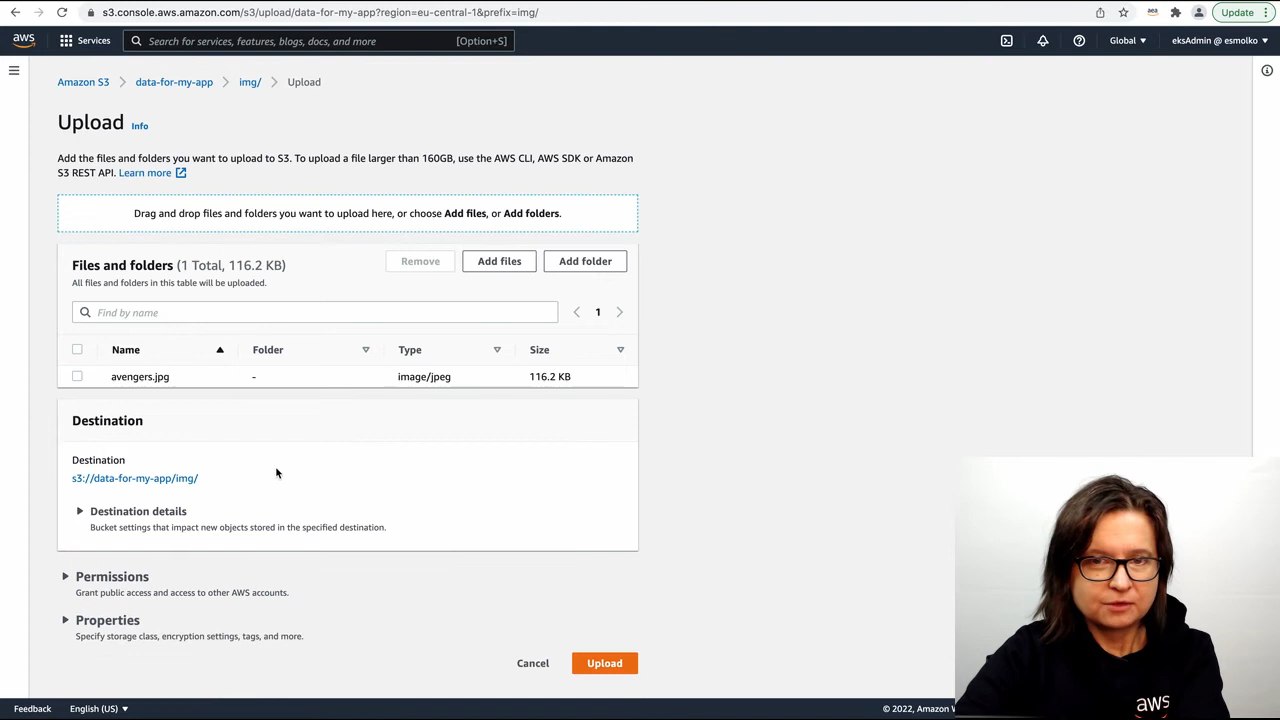 s3.console.aws.amazon.com/s3/upload/data-for-my-app?region=eu-central-1&prefix=img/
aea
Update
aws
Services
Search for services, features, blogs, docs, and more
[Option+S]
Global
eksAdmin @ esmolko
Amazon S3
data-for-my-app
img/
Upload
Upload
Info
Add the files and folders you want to upload to S3. To upload a file larger than 160GB, use the AWS CLI, AWS SDK or Amazon
S3 REST API. Learn more
Drag and drop files and folders you want to upload here, or choose Add files, or Add folders.
Files and folders (1 Total, 116.2 KB)
Remove
Add files
Add folder
All files and folders in this table will be uploaded.
Find by name
1
Name
Folder
Type
Size
avengers.jpg
-
image/jpeg
116.2 KB
Destination
Destination
s3://data-for-my-app/img/
Destination details
Bucket settings that impact new objects stored in the specified destination.
Permissions
Grant public access and access to other AWS accounts.
Properties
Specify storage class, encryption settings, tags, and more.
Cancel
Upload
aws
Feedback
English (US)
© 2022, Amazon